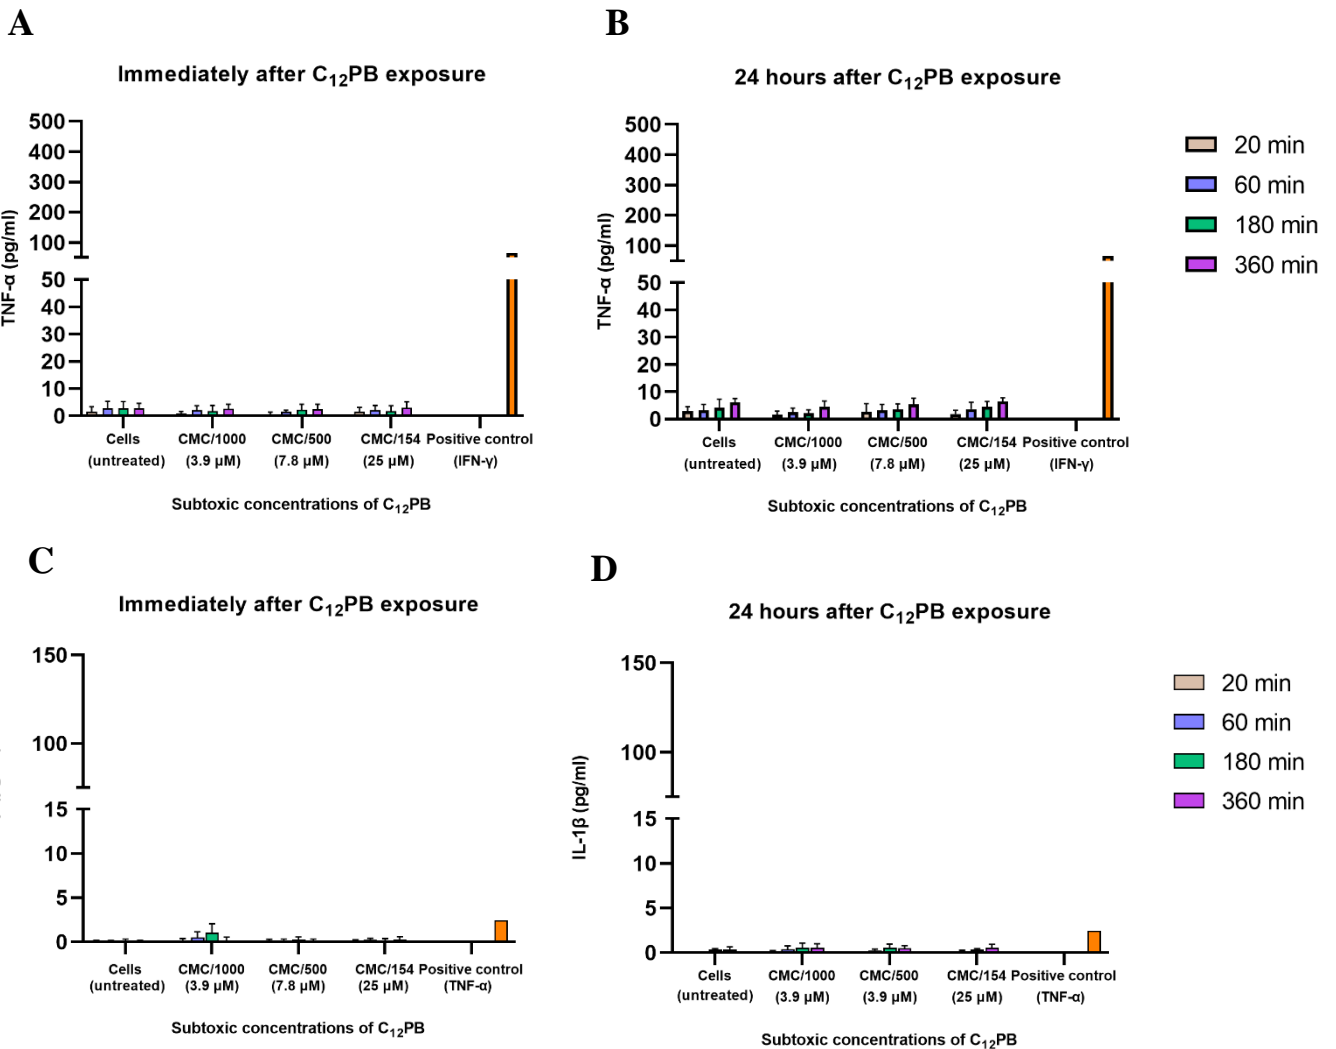 A
B
Immediately after C₁₂PB exposure
24 hours after C₁₂PB exposure
TNF-α (pg/ml)
500
400
300
200
100
50
40
30
20
10
0
Cells
(untreated)
CMC/1000
(3.9 μM)
CMC/500
(7.8 μM)
CMC/154
(25 μM)
Positive control
(IFN-γ)
Subtoxic concentrations of C₁₂PB
TNF-α (pg/ml)
500
400
300
200
100
50
40
30
20
10
0
Cells
(untreated)
CMC/1000
(3.9 μM)
CMC/500
(7.8 μM)
CMC/154
(25 μM)
Positive control
(IFN-γ)
Subtoxic concentrations of C₁₂PB
20 min
60 min
180 min
360 min
C
D
Immediately after C₁₂PB exposure
24 hours after C₁₂PB exposure
150
100
15
10
5
0
Cells
(untreated)
CMC/1000
(3.9 μM)
CMC/500
(7.8 μM)
CMC/154
(25 μM)
Positive control
(TNF-α)
Subtoxic concentrations of C₁₂PB
IL-1β (pg/ml)
150
100
15
10
5
0
Cells
(untreated)
CMC/1000
(3.9 μM)
CMC/500
(3.9 μM)
CMC/154
(25 μM)
Positive control
(TNF-α)
Subtoxic concentrations of C₁₂PB
20 min
60 min
180 min
360 min